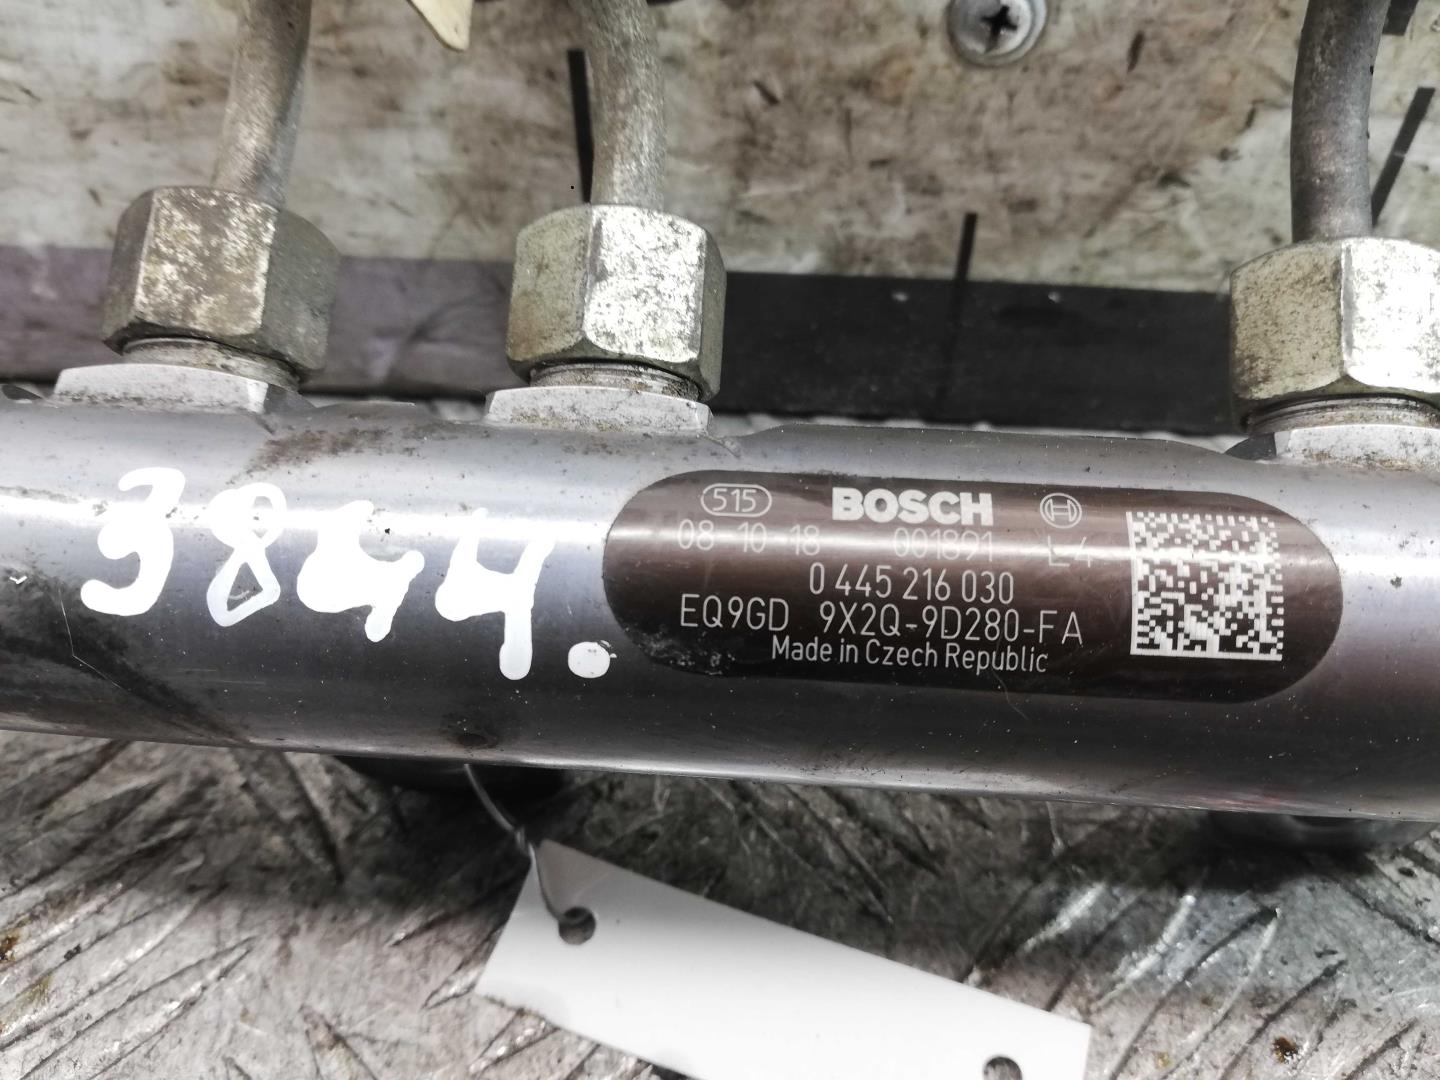 3844.
515 BOSCH
08 10 18 001891 L4
0 445 216 030
EQ9GD 9X2Q-9D280-FA
Made in Czech Republic